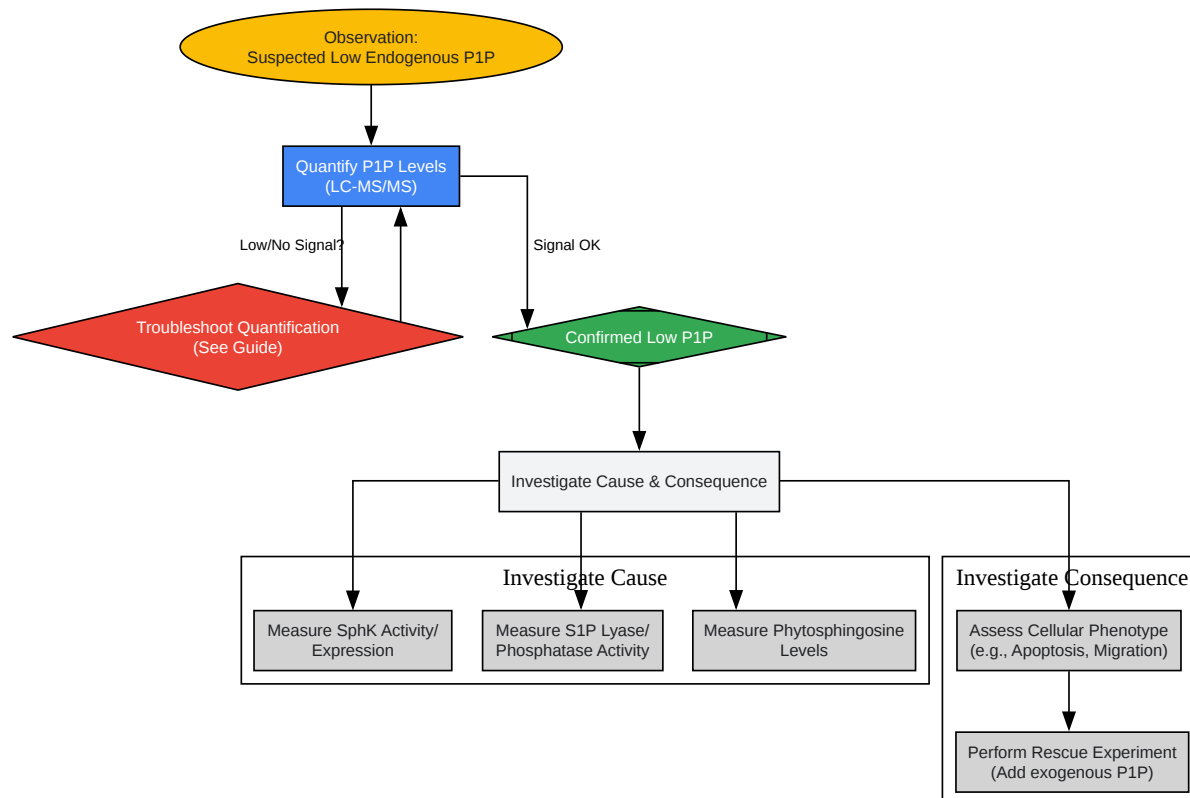 Observation:
Suspected Low Endogenous P1P
Quantify P1P Levels
(LC-MS/MS)
Low/No Signal?
Signal OK
Troubleshoot Quantification
(See Guide)
Confirmed Low P1P
Investigate Cause & Consequence
Investigate Cause
Investigate Consequence
Measure SphK Activity/
Expression
Measure S1P Lyase/
Phosphatase Activity
Measure Phytosphingosine
Levels
Assess Cellular Phenotype
(e.g., Apoptosis, Migration)
Perform Rescue Experiment
(Add exogenous P1P)